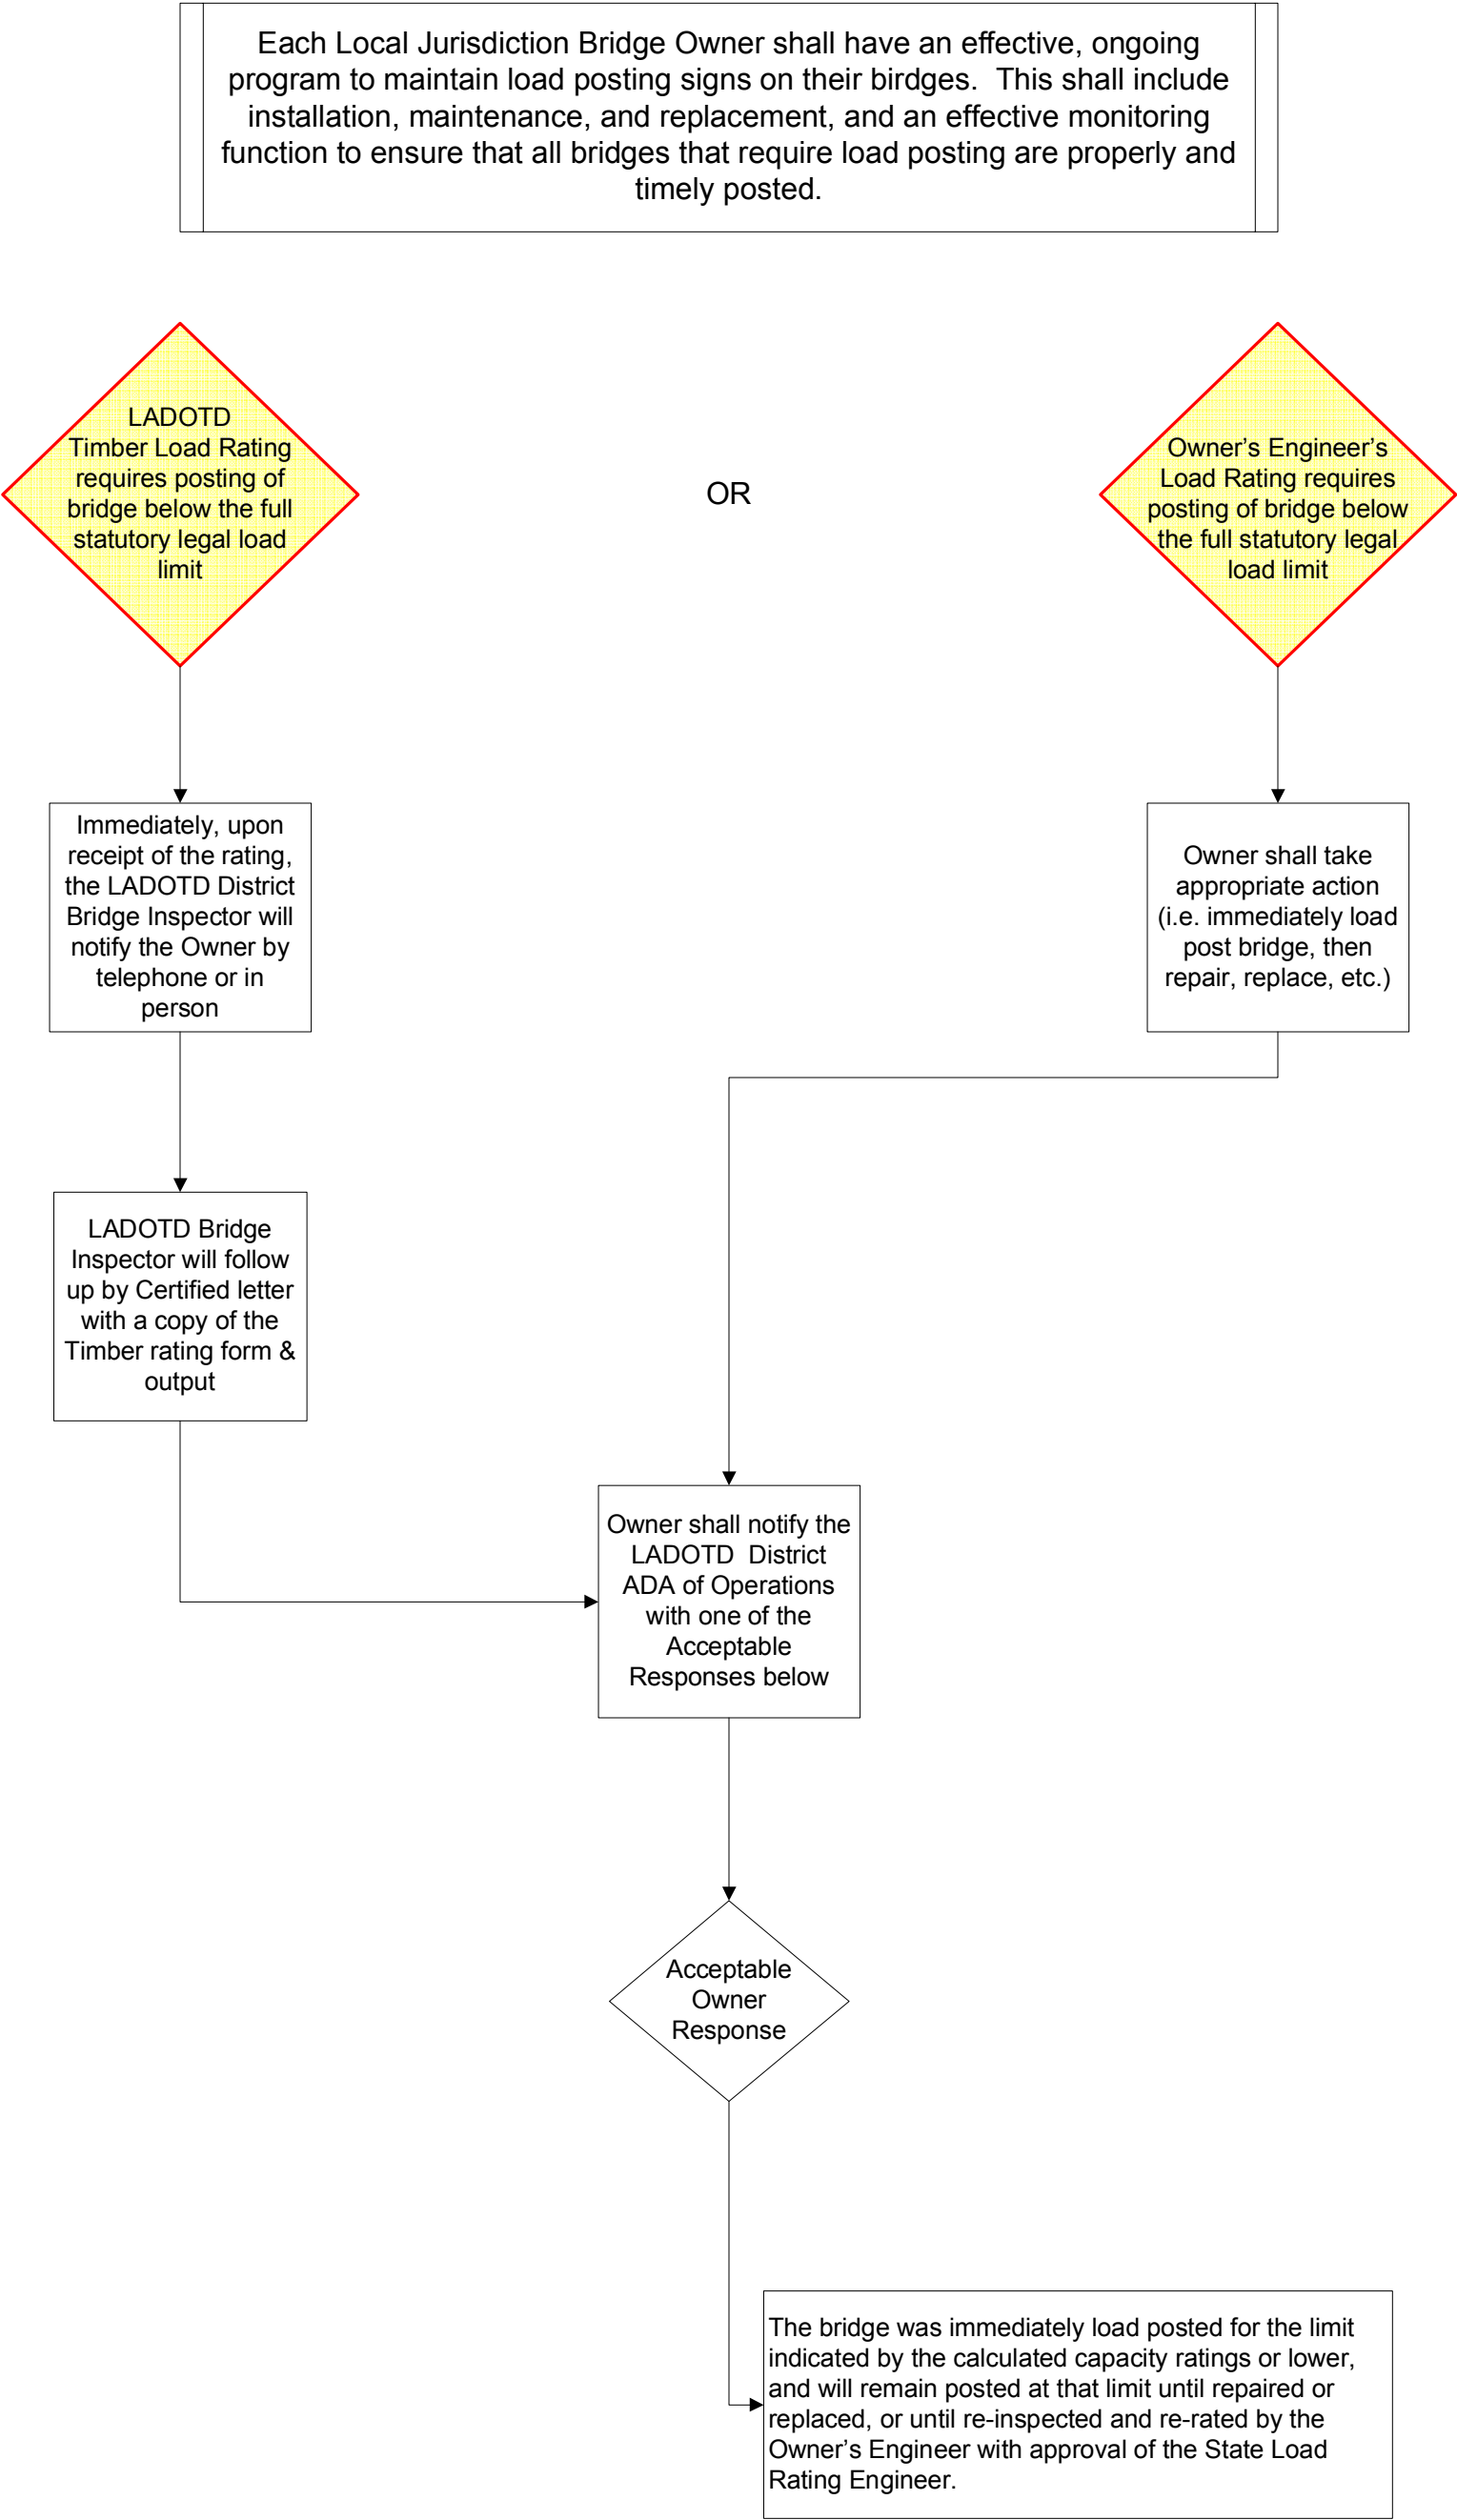 Each Local Jurisdiction Bridge Owner shall have an effective, ongoing
program to maintain load posting signs on their birdges.  This shall include
installation, maintenance, and replacement, and an effective monitoring
function to ensure that all bridges that require load posting are properly and
timely posted.
LADOTD
Timber Load Rating
requires posting of
bridge below the full
statutory legal load
limit
OR
Owner’s Engineer’s
Load Rating requires
posting of bridge below
the full statutory legal
load limit
Immediately, upon
receipt of the rating,
the LADOTD District
Bridge Inspector will
notify the Owner by
telephone or in
person
Owner shall take
appropriate action
(i.e. immediately load
post bridge, then
repair, replace, etc.)
LADOTD Bridge
Inspector will follow
up by Certified letter
with a copy of the
Timber rating form &
output
Owner shall notify the
LADOTD  District
ADA of Operations
with one of the
Acceptable
Responses below
Acceptable
Owner
Response
The bridge was immediately load posted for the limit
indicated by the calculated capacity ratings or lower,
and will remain posted at that limit until repaired or
replaced, or until re-inspected and re-rated by the
Owner’s Engineer with approval of the State Load
Rating Engineer.